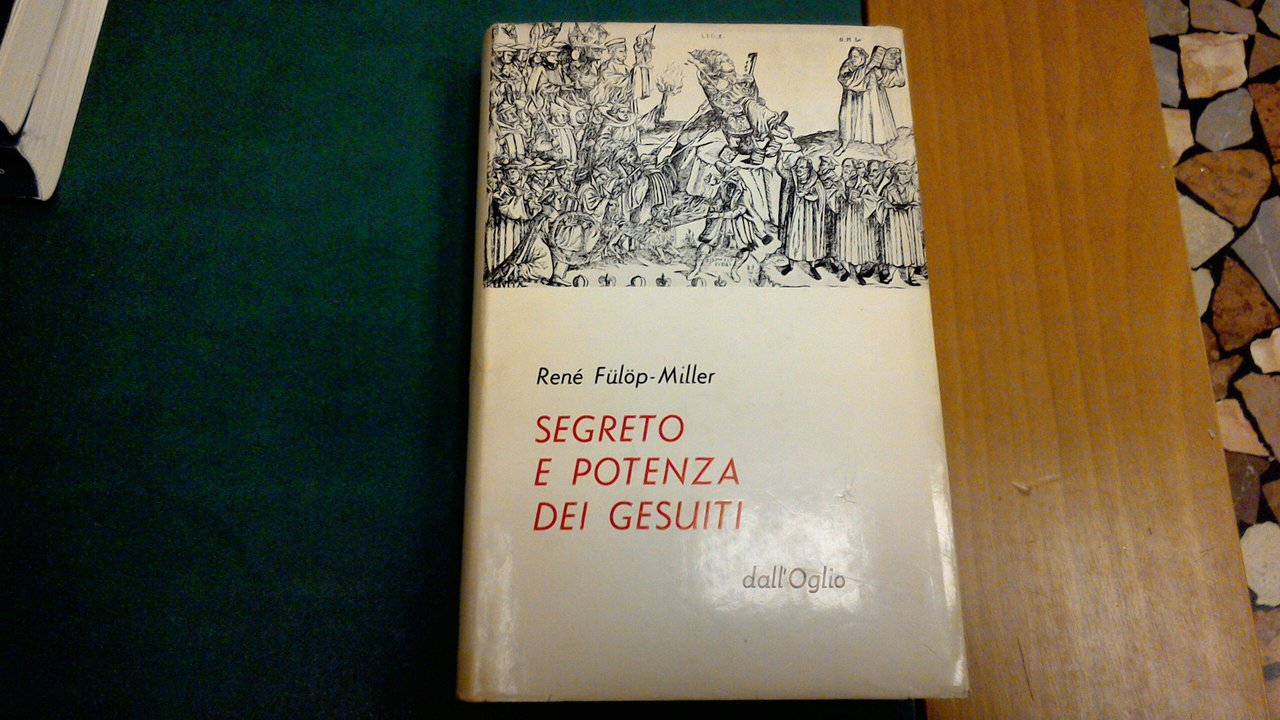 René Fülöp-Miller
SEGRETO
E POTENZA
DEI GESUITI
dall'Oglio